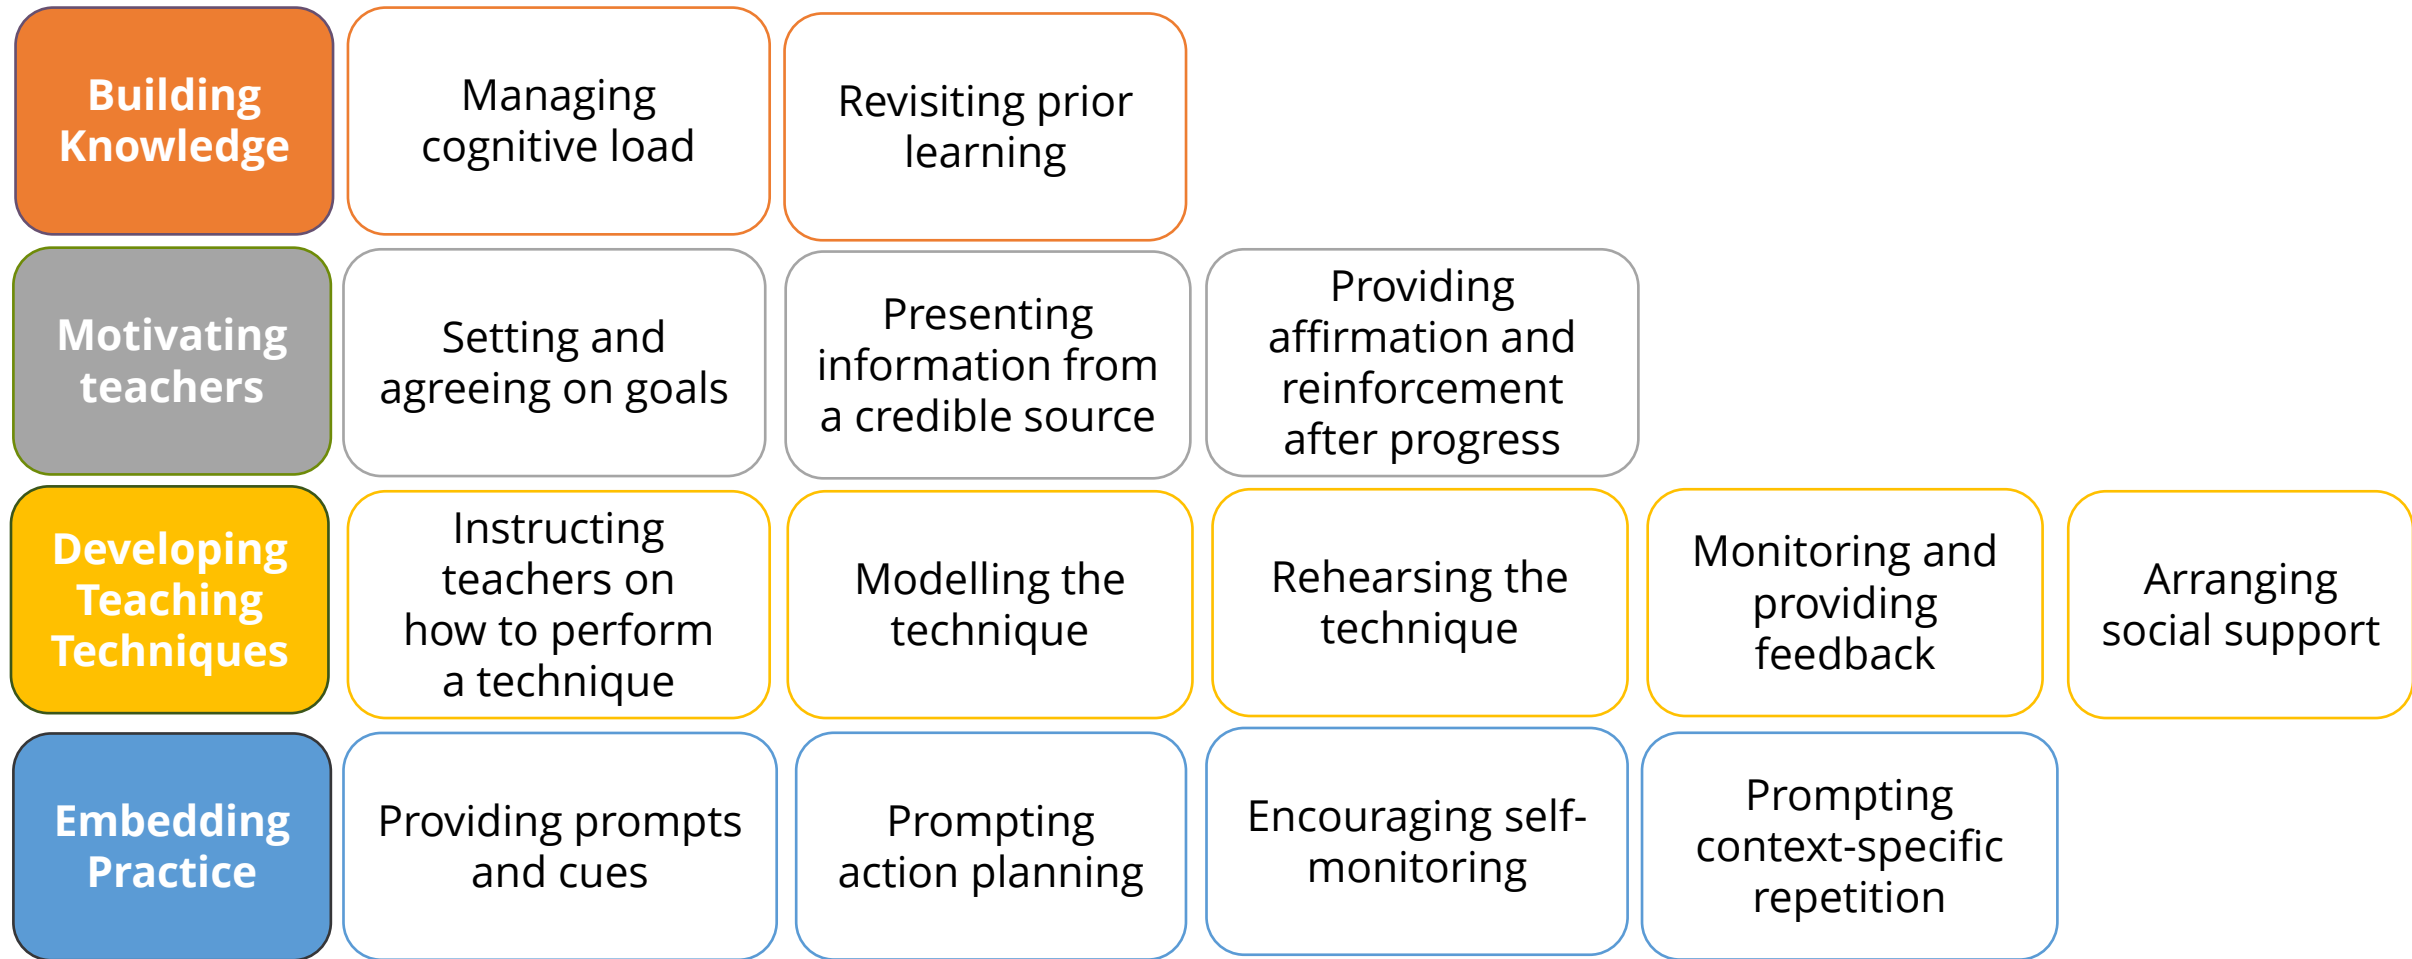 Building
Knowledge
Managing
cognitive load
Revisiting prior
learning
Motivating
teachers
Setting and
agreeing on goals
Presenting
information from
a credible source
Providing
affirmation and
reinforcement
after progress
Developing
Teaching
Techniques
Instructing
teachers on
how to perform
a technique
Modelling the
technique
Rehearsing the
technique
Monitoring and
providing
feedback
Arranging
social support
Embedding
Practice
Providing prompts
and cues
Prompting
action planning
Encouraging self-
monitoring
Prompting
context-specific
repetition